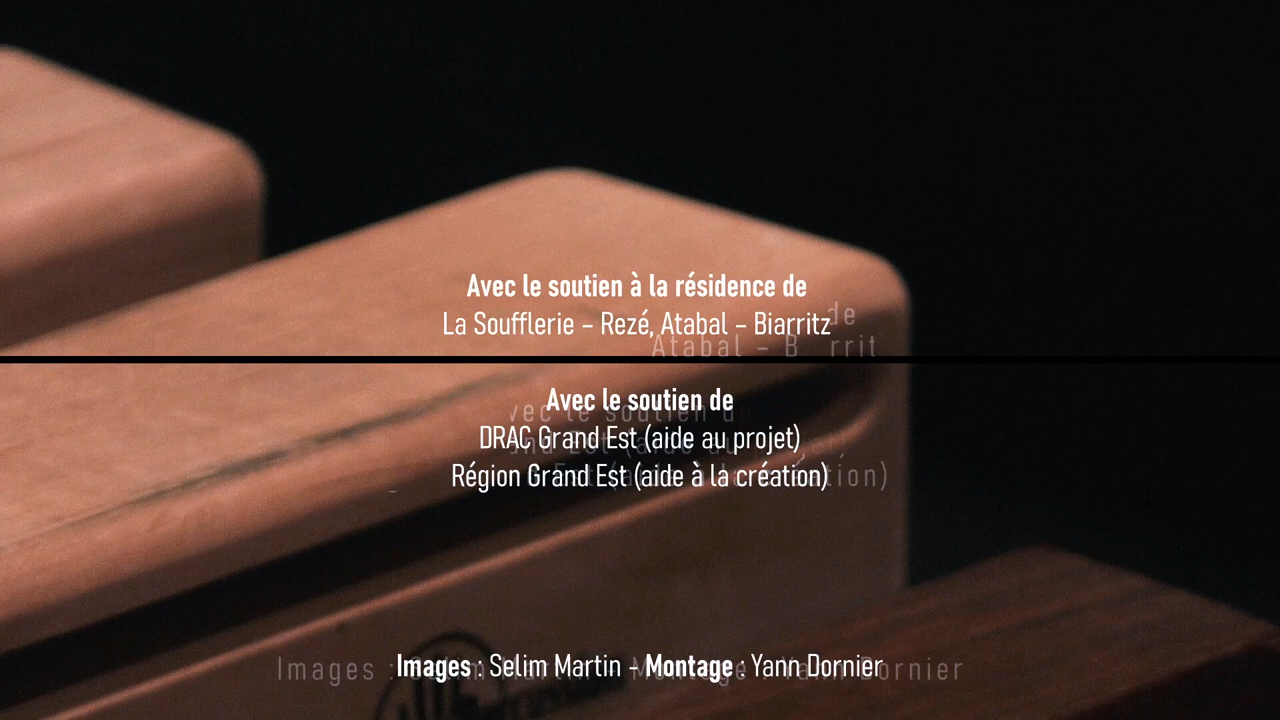 Avec le soutien à la résidence de
La Soufflerie – Rezé, Atabal – Biarritz
Avec le soutien de
DRAC Grand Est (aide au projet)
Région Grand Est (aide à la création)
Images : Selim Martin – Montage : Yann Dornier